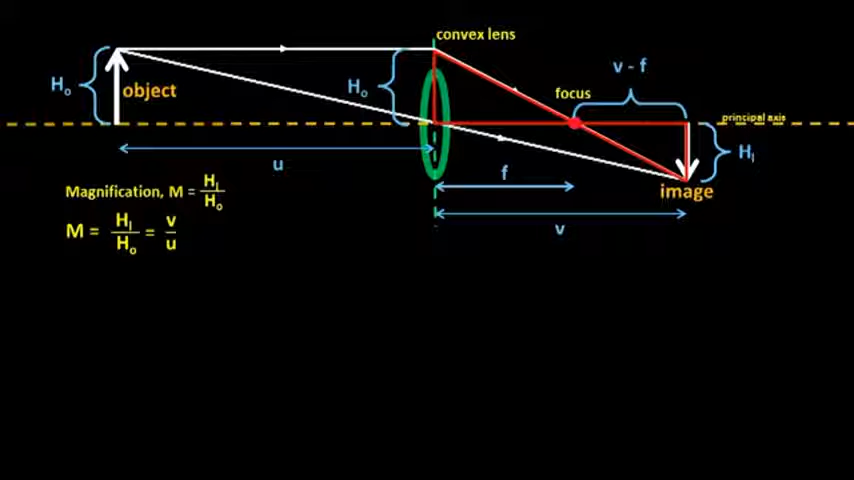 convex lens
v - f
Hₒ
object
Hₒ
focus
principal axis
Hᵢ
u
f
image
v
Magnification, M = Hᵢ/Hₒ
M = Hᵢ/Hₒ = v/u